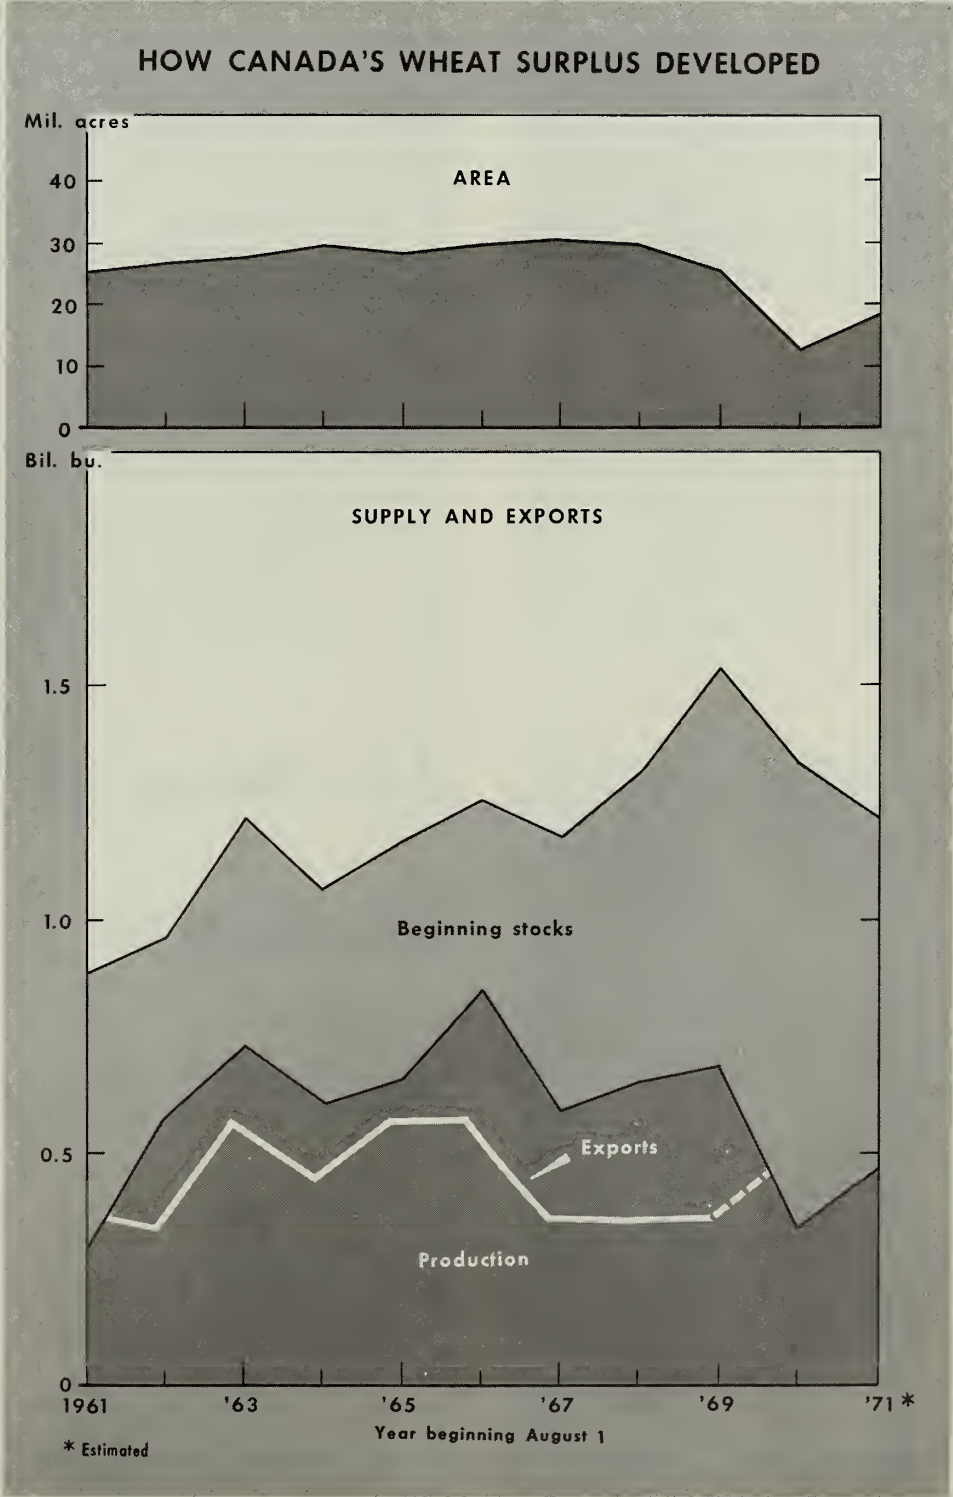 HOW CANADA'S WHEAT SURPLUS DEVELOPED
Mil. acres
AREA
40
30
20
10
0
Bil. bu.
SUPPLY AND EXPORTS
1.5
1.0
Beginning stocks
0.5
Exports
Production
0
1961 '63 '65 '67 '69 '71 *
Year beginning August 1
* Estimated